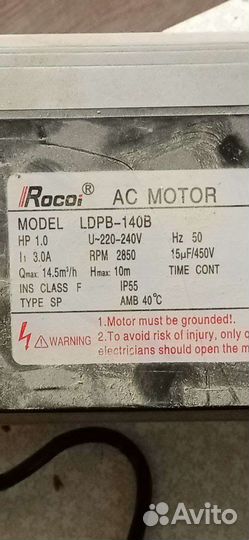 Rocoi® AC MOTOR
MODEL LDPB-140B
HP 1.0 U~220-240V Hz 50
I1 3.0A RPM 2850 15μF/450V
Qmax. 14.5m³/h Hmax. 10m TIME CONT
INS CLASS F IP55
TYPE SP AMB 40°C
WARNING 1.Motor must be grounded!.
2.To avoid risk of injury, only q
electricians should open the m
Avito